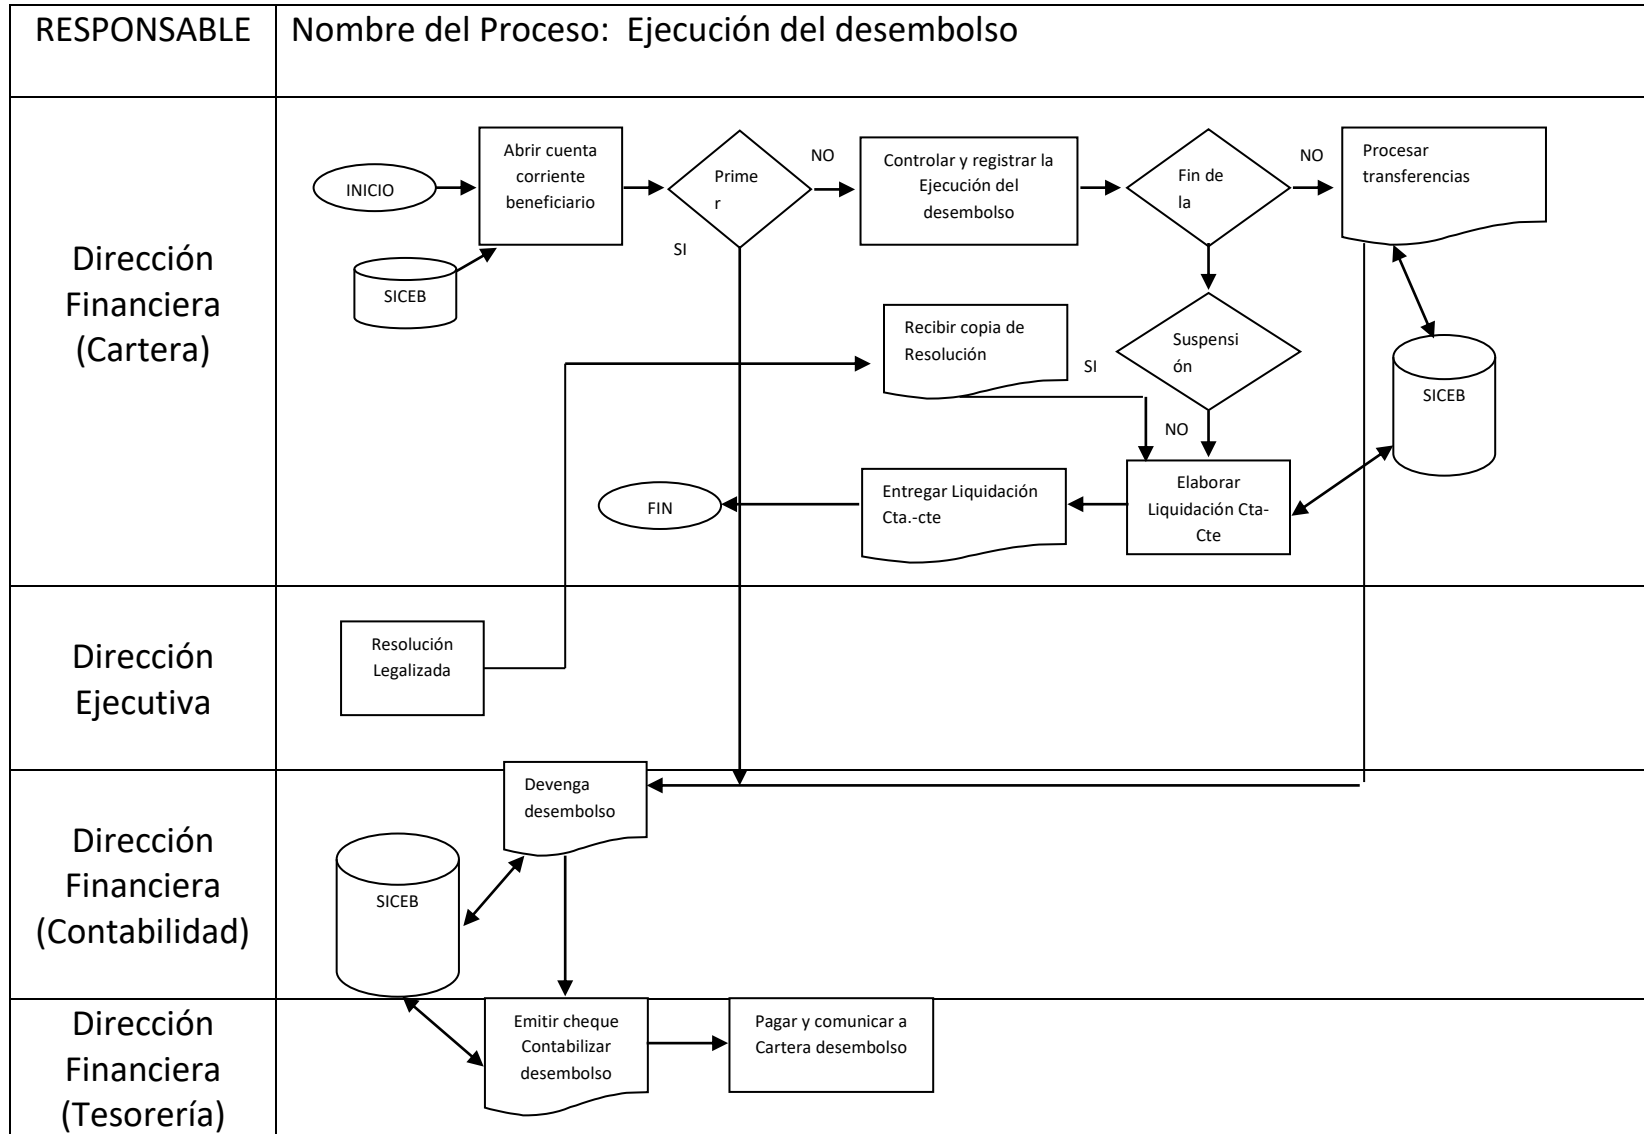 RESPONSABLE
Nombre del Proceso: Ejecución del desembolso
Dirección
Financiera
(Cartera)
INICIO
Abrir cuenta
corriente
beneficiario
SICEB
Prime
r
NO
SI
Controlar y registrar la
Ejecución del
desembolso
Fin de
la
NO
Procesar
transferencias
Recibir copia de
Resolución
SI
Suspensi
ón
NO
SICEB
FIN
Entregar Liquidación
Cta.-cte
Elaborar
Liquidación Cta-
Cte
Dirección
Ejecutiva
Resolución
Legalizada
Dirección
Financiera
(Contabilidad)
Devenga
desembolso
SICEB
Dirección
Financiera
(Tesorería)
Emitir cheque
Contabilizar
desembolso
Pagar y comunicar a
Cartera desembolso